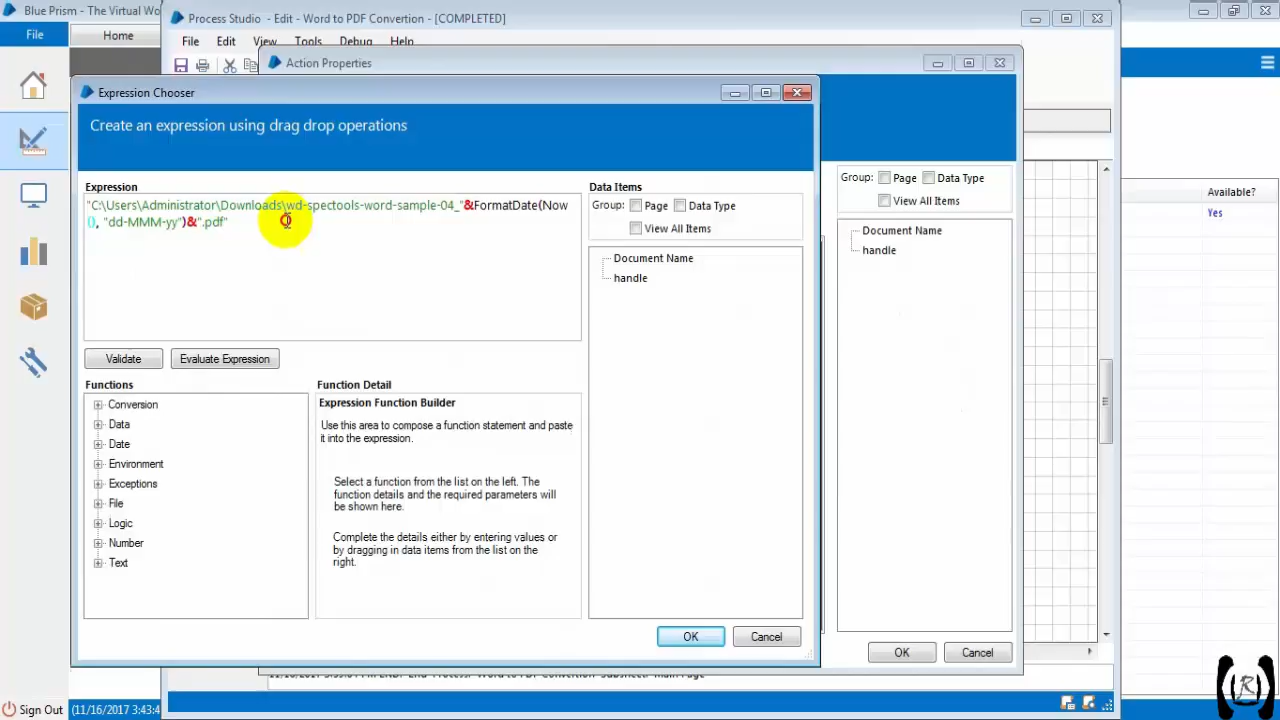 Blue Prism - The Virtual Wo
File
Home
Process Studio - Edit - Word to PDF Convertion - [COMPLETED]
File Edit View Tools Debug Help
Action Properties
Expression Chooser
Create an expression using drag drop operations
Expression
"C:\Users\Administrator\Downloads\wd-spectools-word-sample-04_"&FormatDate(Now
(), "dd-MMM-yy")&".pdf"
Validate
Evaluate Expression
Data Items
Group: Page Data Type
View All Items
Document Name
handle
Functions
Conversion
Data
Date
Environment
Exceptions
File
Logic
Number
Text
Function Detail
Expression Function Builder
Use this area to compose a function statement and paste
it into the expression.
Select a function from the list on the left. The
function details and the required parameters will
be shown here.
Complete the details either by entering values or
by dragging in data items from the list on the
right.
OK
Cancel
Group: Page Data Type
View All Items
Document Name
handle
OK
Cancel
Available?
Yes
Sign Out
(11/16/2017 3:43:4